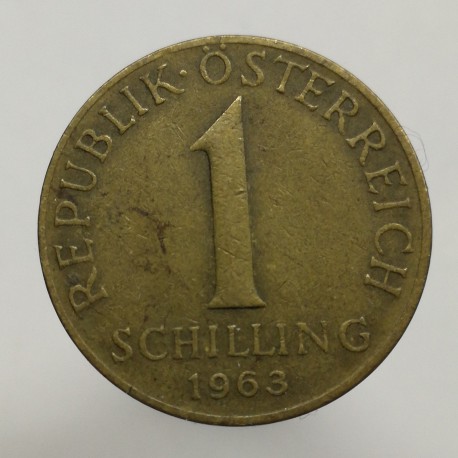 REPUBLIK·ÖSTERREICH
1
SCHILLING
1963